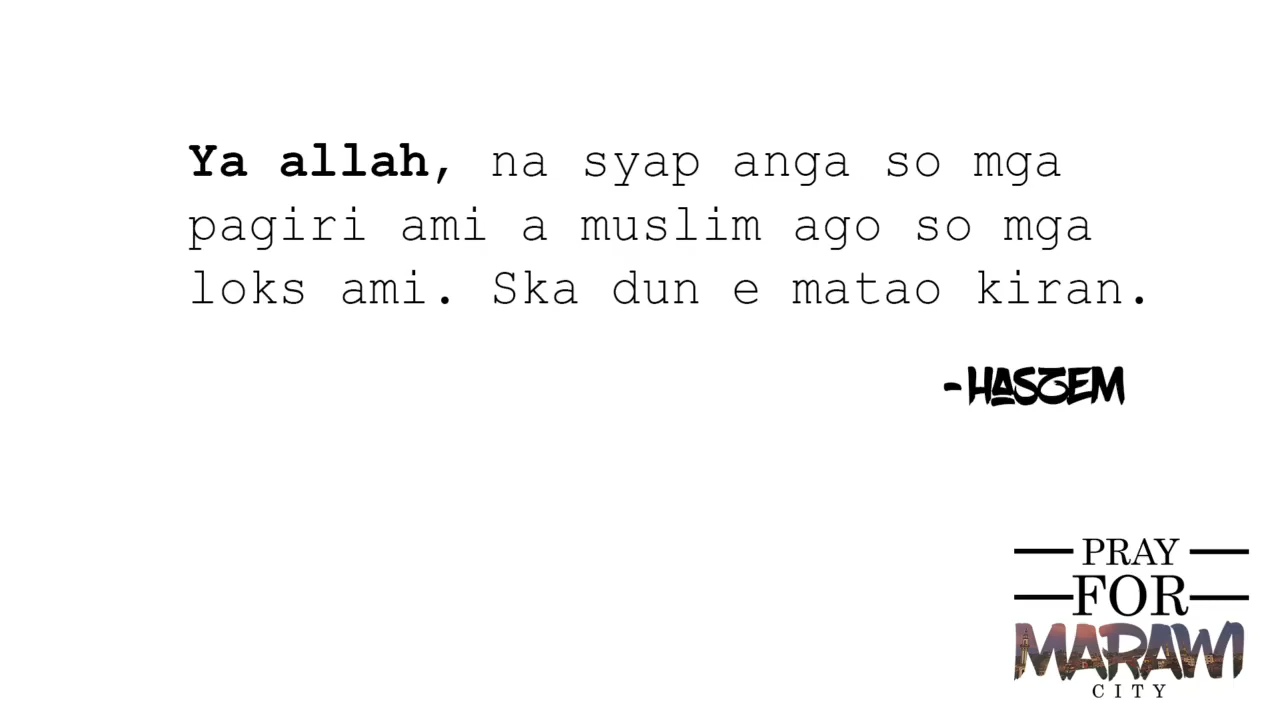 Ya allah, na syap anga so mga
pagiri ami a muslim ago so mga
loks ami. Ska dun e matao kiran.
-HASTEM
PRAY
FOR
MARAWI
CITY